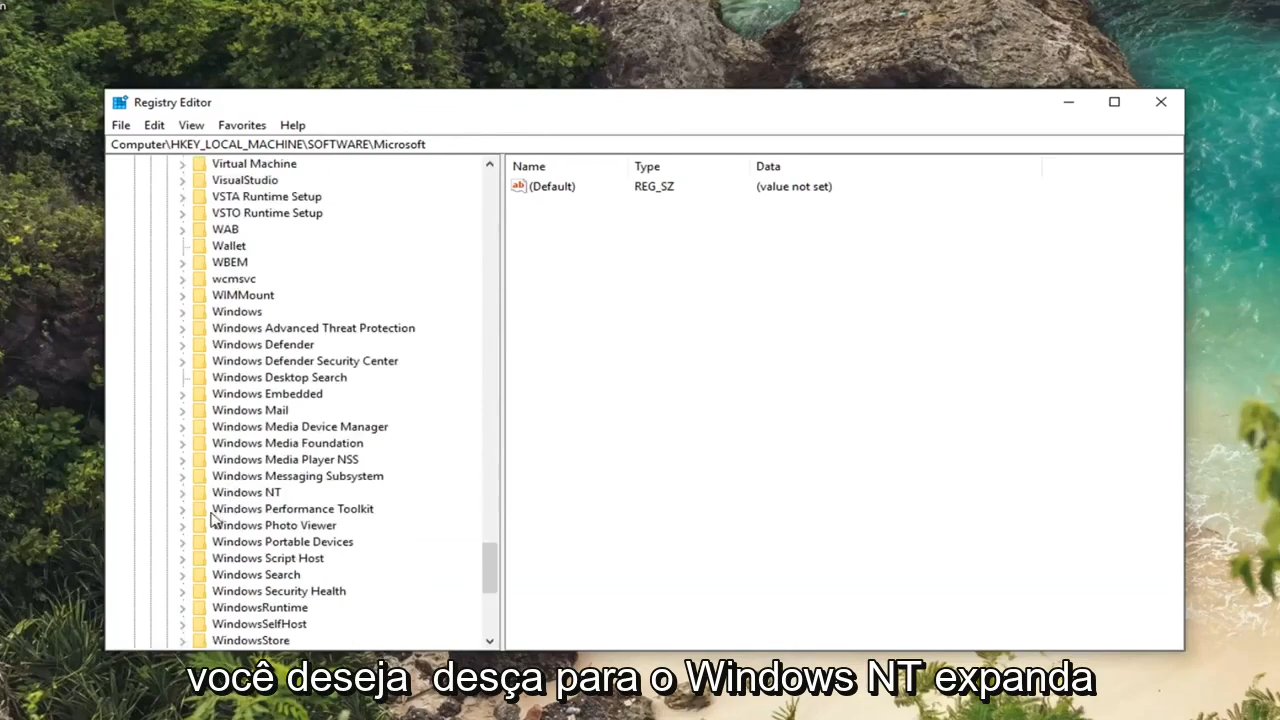 n
Registry Editor
File Edit View Favorites Help
Computer\HKEY_LOCAL_MACHINE\SOFTWARE\Microsoft
Name Type Data
ab (Default) REG_SZ (value not set)
Virtual Machine
VisualStudio
VSTA Runtime Setup
VSTO Runtime Setup
WAB
Wallet
WBEM
wcmsvc
WIMMount
Windows
Windows Advanced Threat Protection
Windows Defender
Windows Defender Security Center
Windows Desktop Search
Windows Embedded
Windows Mail
Windows Media Device Manager
Windows Media Foundation
Windows Media Player NSS
Windows Messaging Subsystem
Windows NT
Windows Performance Toolkit
Windows Photo Viewer
Windows Portable Devices
Windows Script Host
Windows Search
Windows Security Health
WindowsRuntime
WindowsSelfHost
WindowsStore
você deseja desça para o Windows NT expanda